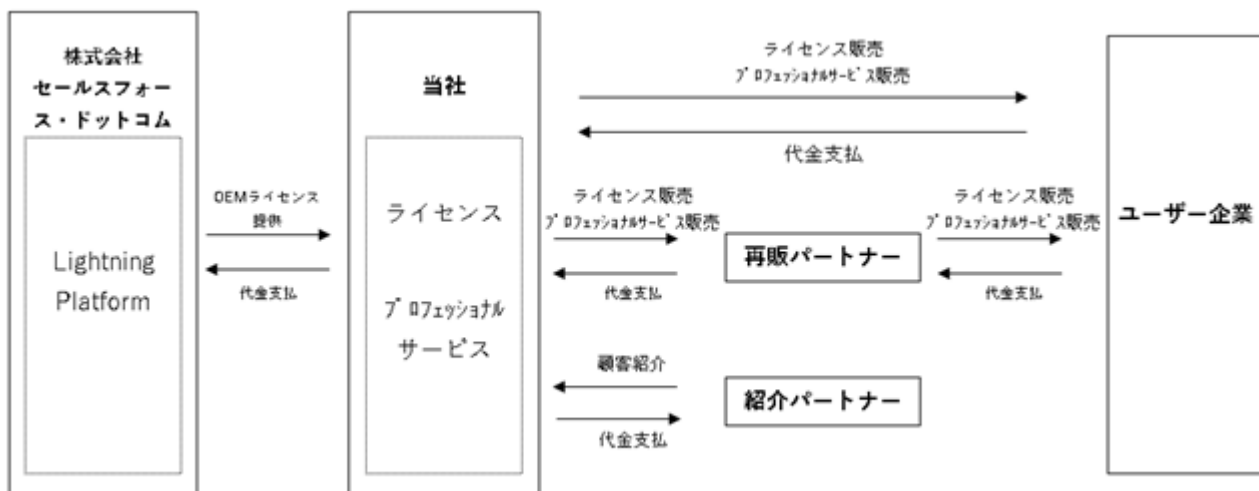 株式会社
セールスフォー
ス・ドットコム
Lightning
Platform
OEMライセンス
提供
代金支払
当社
ライセンス
ﾌﾟﾛﾌｪｯｼｮﾅﾙ
サービス
ライセンス販売
ﾌﾟﾛﾌｪｯｼｮﾅﾙｻｰﾋﾞｽ販売
代金支払
ライセンス販売
ﾌﾟﾛﾌｪｯｼｮﾅﾙｻｰﾋﾞｽ販売
代金支払
再販パートナー
ライセンス販売
ﾌﾟﾛﾌｪｯｼｮﾅﾙｻｰﾋﾞｽ販売
代金支払
顧客紹介
代金支払
紹介パートナー
ユーザー企業